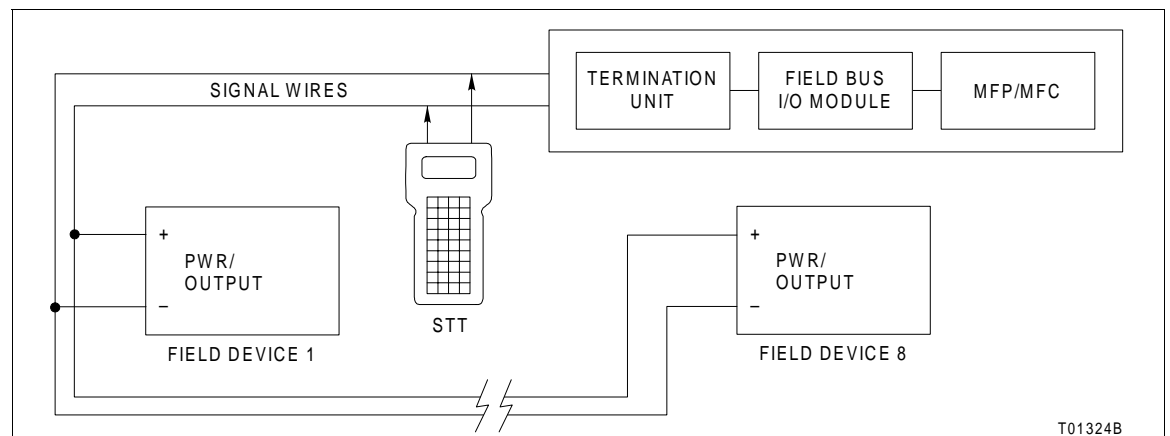 SIGNAL WIRES
TERMINATION
UNIT
FIELD BUS
I/O MODULE
MFP/MFC
+
PWR/
OUTPUT
–
FIELD DEVICE 1
STT
+
PWR/
OUTPUT
–
FIELD DEVICE 8
T01324B